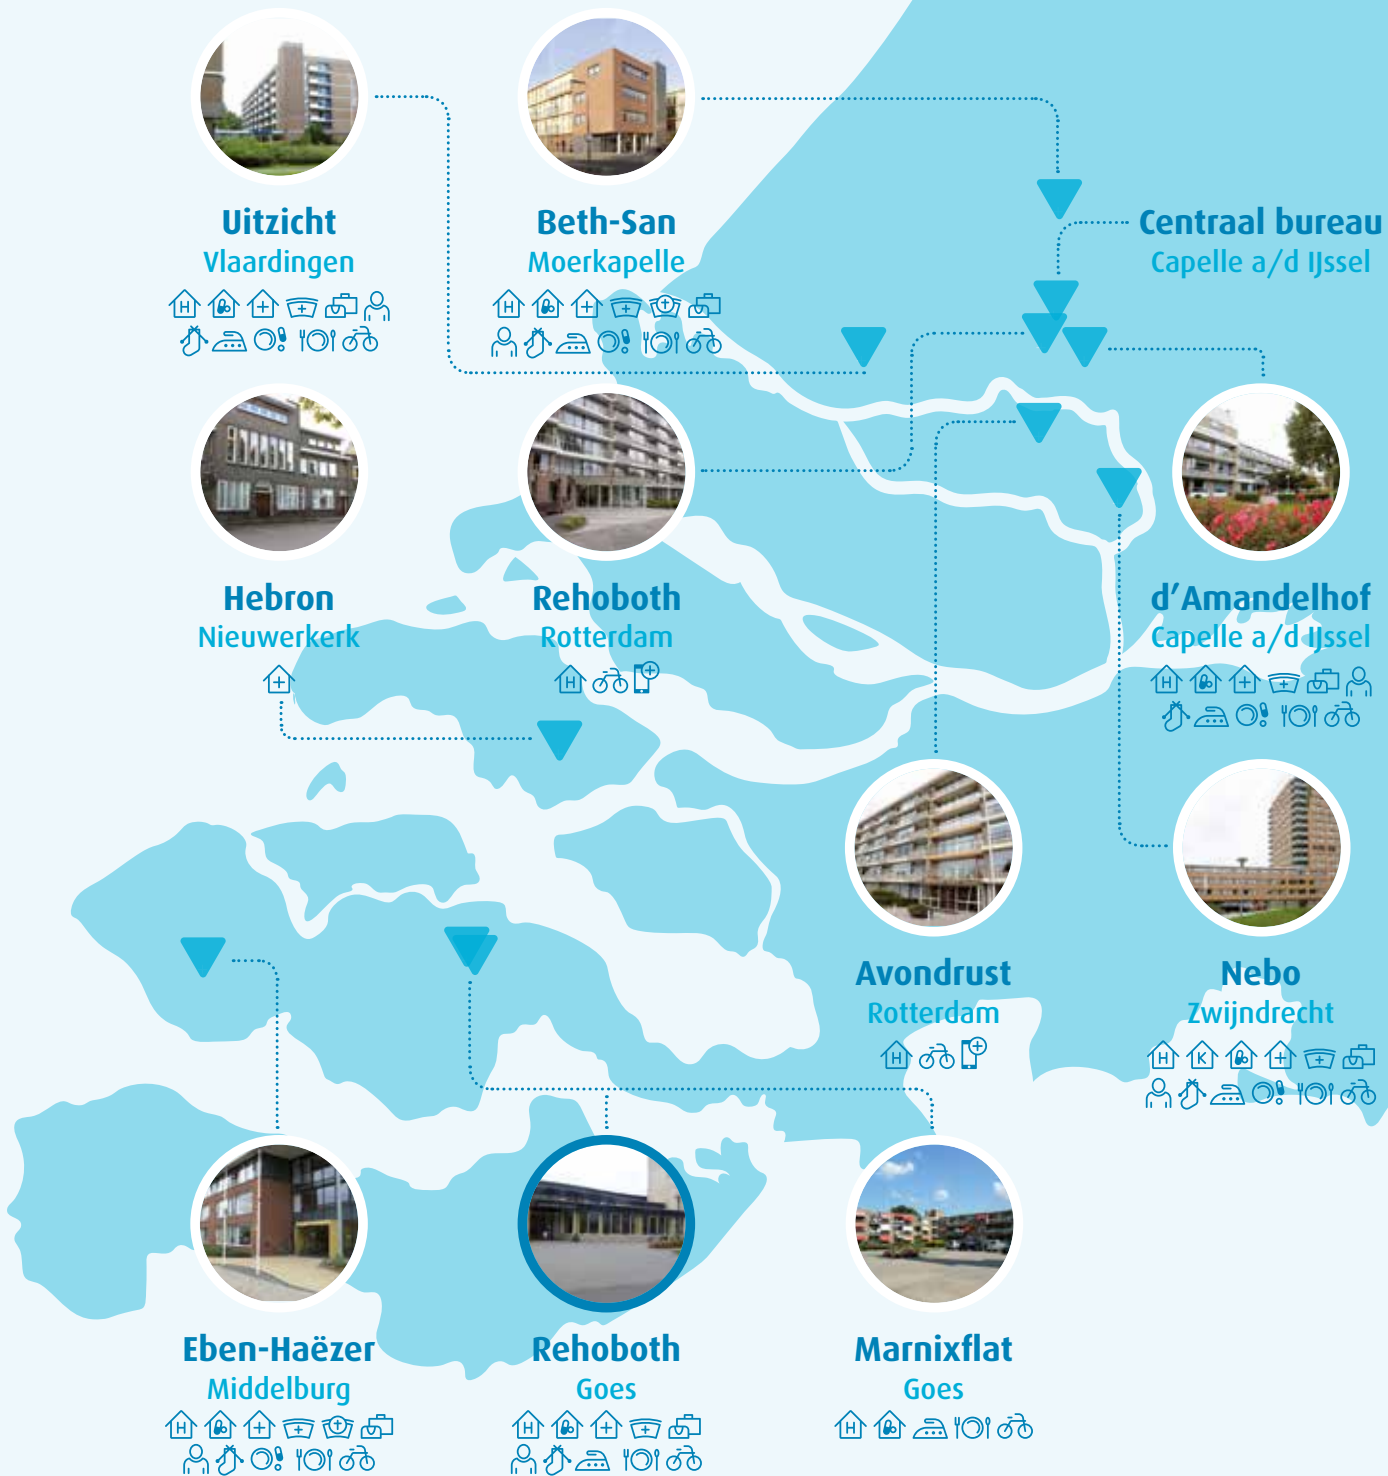 Uitzicht
Vlaardingen
Beth-San
Moerkapelle
Centraal bureau
Capelle a/d IJssel
Hebron
Nieuwerkerk
H
Rehoboth
Rotterdam
H
d'Amandelhof
Capelle a/d IJssel
H
Avondrust
Rotterdam
H
Nebo
Zwijndrecht
H K
Eben-Haëzer
Middelburg
H
Rehoboth
Goes
H
Marnixflat
Goes
H